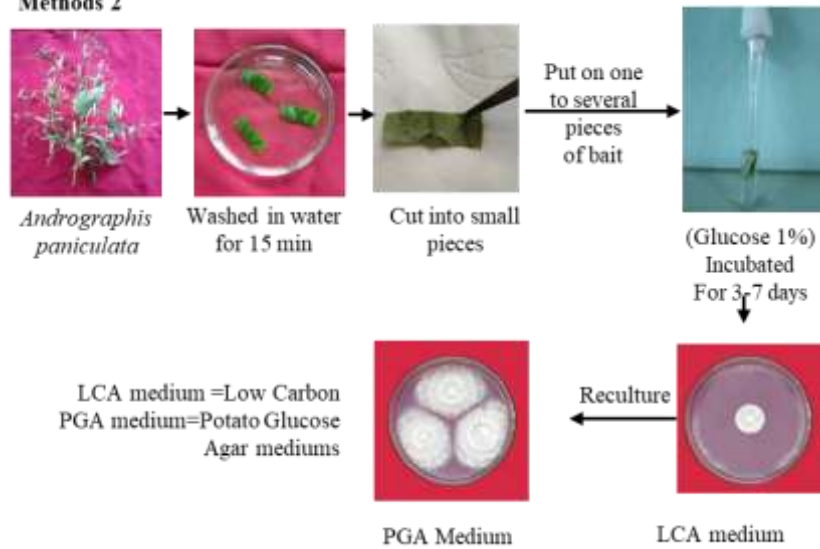 Methods 2
Put on one
to several
pieces
of bait
Andrographis
paniculata
Washed in water
for 15 min
Cut into small
pieces
(Glucose 1%)
Incubated
For 3-7 days
LCA medium =Low Carbon
PGA medium=Potato Glucose
Agar mediums
Reculture
PGA Medium
LCA medium